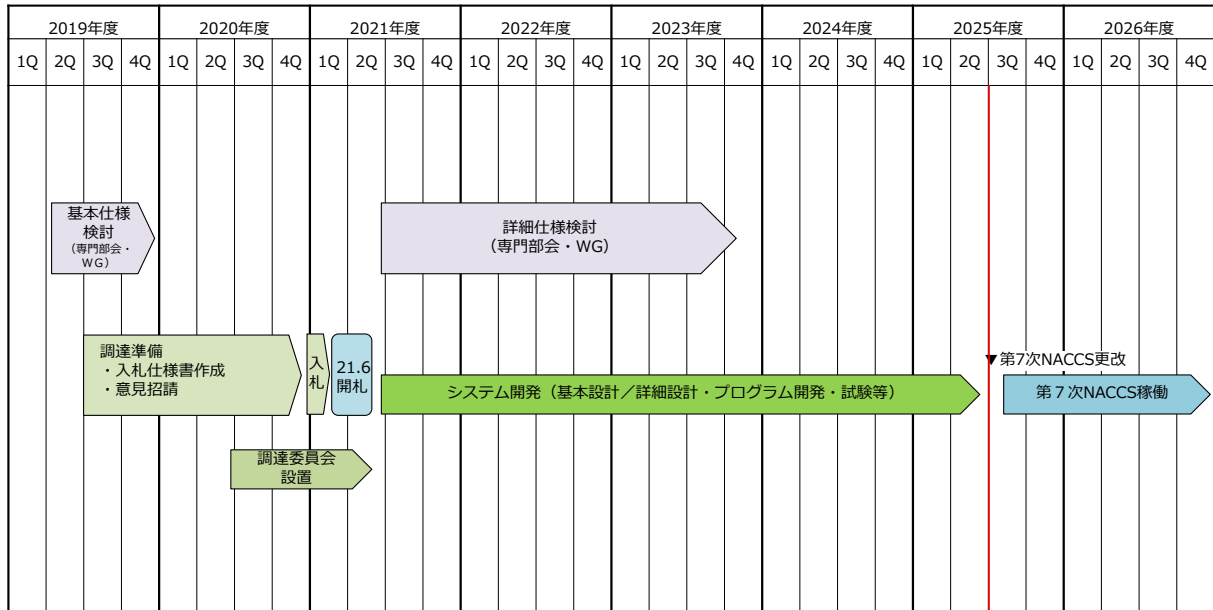 2019年度 2020年度 2021年度 2022年度 2023年度 2024年度 2025年度 2026年度
1Q 2Q 3Q 4Q 1Q 2Q 3Q 4Q 1Q 2Q 3Q 4Q 1Q 2Q 3Q 4Q 1Q 2Q 3Q 4Q 1Q 2Q 3Q 4Q 1Q 2Q 3Q 4Q 1Q 2Q 3Q 4Q
基本仕様
検討
（専門部会・
ＷＧ）
詳細仕様検討
（専門部会・WG）
調達準備
・入札仕様書作成
・意見招請
入
札
21.6
開札
▼第7次NACCS更改
システム開発（基本設計／詳細設計・プログラム開発・試験等）
第７次NACCS稼働
調達委員会
設置